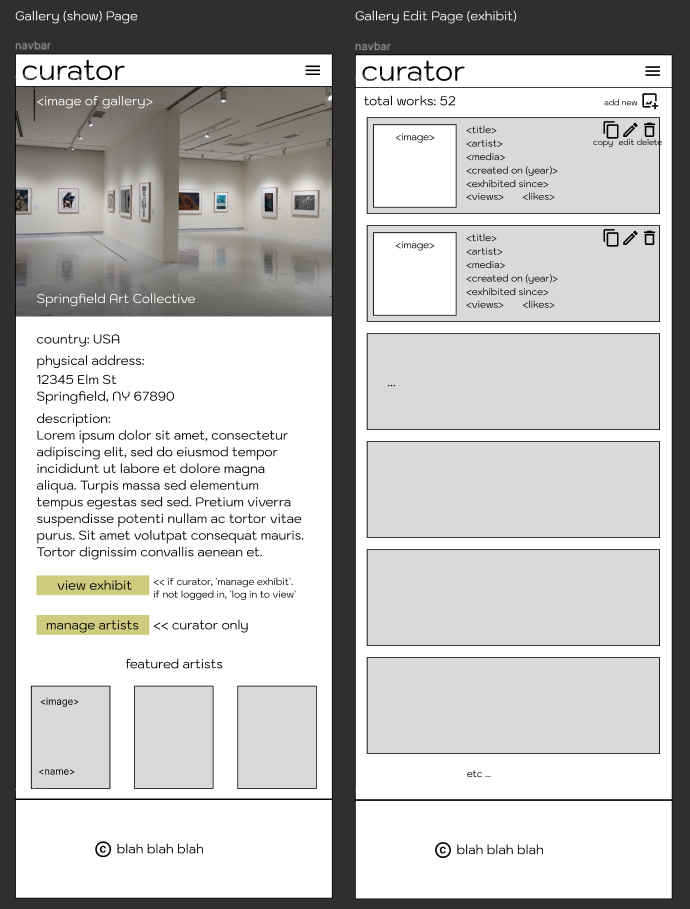 Gallery (show) Page
navbar
curator
<image of gallery>
Springfield Art Collective
country: USA
physical address:
12345 Elm St
Springfield, NY 67890
description:
Lorem ipsum dolor sit amet, consectetur
adipiscing elit, sed do eiusmod tempor
incididunt ut labore et dolore magna
aliqua. Turpis massa sed elementum
tempus egestas sed sed. Pretium viverra
suspendisse potenti nullam ac tortor vitae
purus. Sit amet volutpat consequat mauris.
Tortor dignissim convallis aenean et.
view exhibit
<< if curator, `manage exhibit`.
if not logged in, `log in to view`
manage artists
<< curator only
featured artists
<image>
<name>
© blah blah blah
Gallery Edit Page (exhibit)
navbar
curator
total works: 52
add new
<image>
<title>
<artist>
<media>
<created on (year)>
<exhibited since>
<views> <likes>
copy edit delete
<image>
<title>
<artist>
<media>
<created on (year)>
<exhibited since>
<views> <likes>
...
etc ...
© blah blah blah